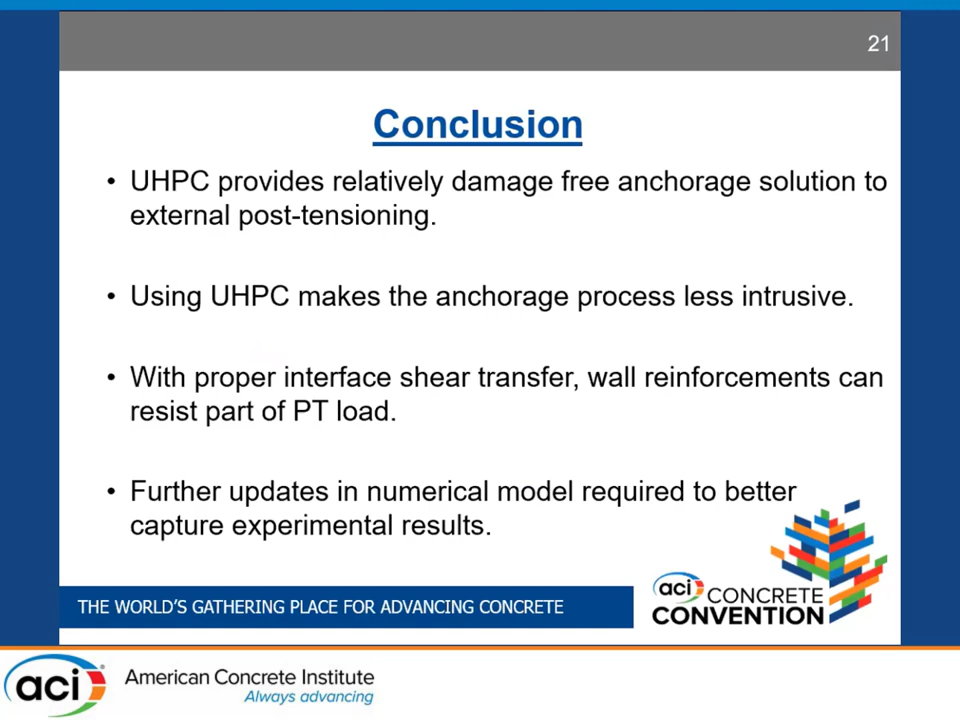 21
Conclusion
• UHPC provides relatively damage free anchorage solution to
external post-tensioning.
• Using UHPC makes the anchorage process less intrusive.
• With proper interface shear transfer, wall reinforcements can
resist part of PT load.
• Further updates in numerical model required to better
capture experimental results.
THE WORLD'S GATHERING PLACE FOR ADVANCING CONCRETE
aci CONCRETE
CONVENTION
aci
American Concrete Institute
Always advancing